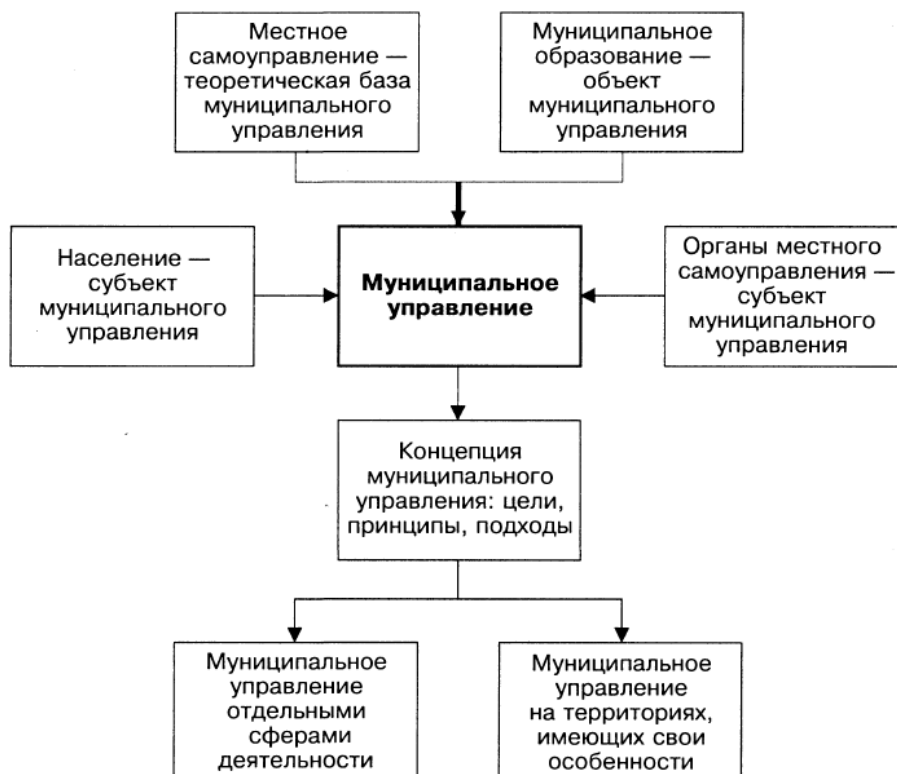 Местное
самоуправление —
теоретическая база
муниципального
управления
Муниципальное
образование —
объект
муниципального
управления
Население —
субъект
муниципального
управления
Муниципальное
управление
Органы местного
самоуправления —
субъект
муниципального
управления
Концепция
муниципального
управления: цели,
принципы, подходы
Муниципальное
управление
отдельными
сферами
деятельности
Муниципальное
управление
на территориях,
имеющих свои
особенности